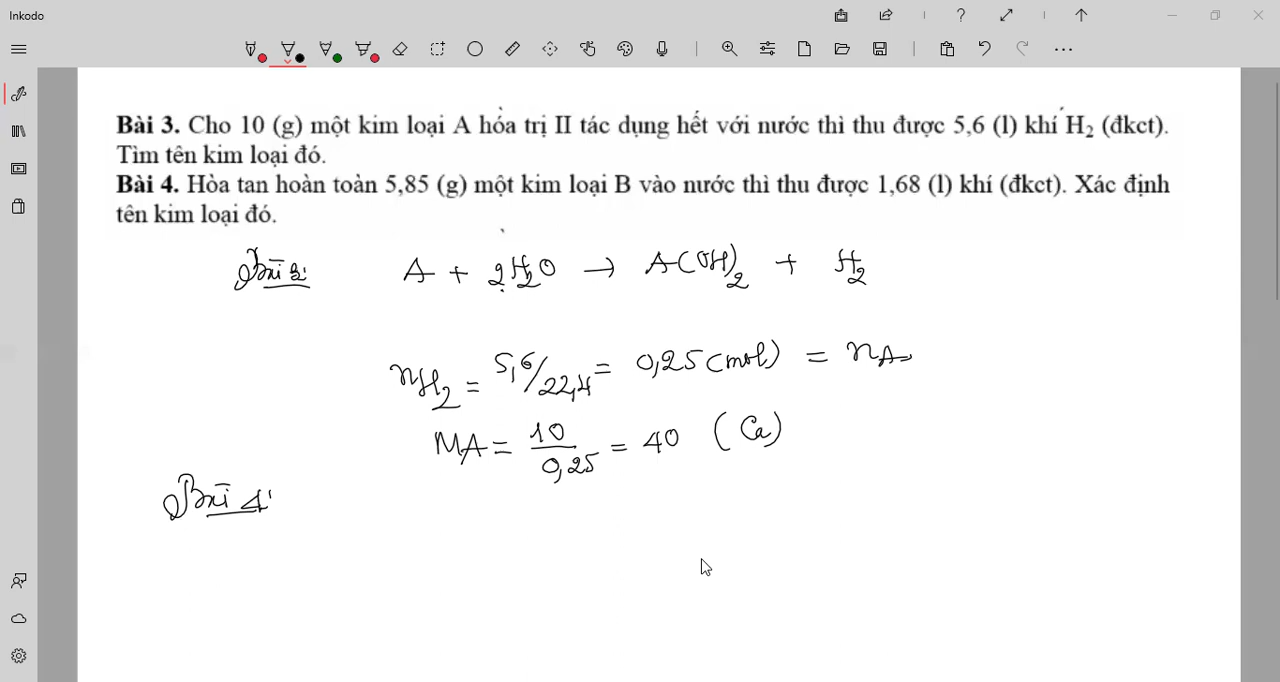 Inkodo
Bài 3. Cho 10 (g) một kim loại A hóa trị II tác dụng hết với nước thì thu được 5,6 (l) khí H₂ (đkct).
Tìm tên kim loại đó.
Bài 4. Hòa tan hoàn toàn 5,85 (g) một kim loại B vào nước thì thu được 1,68 (l) khí (đkct). Xác định
tên kim loại đó.
Bài 3: A + 2H₂O → A(OH)₂ + H₂
nH₂ = 5,6/22,4 = 0,25 (mol) = nA
MA = 10/0,25 = 40 (Ca)
Bài 4: